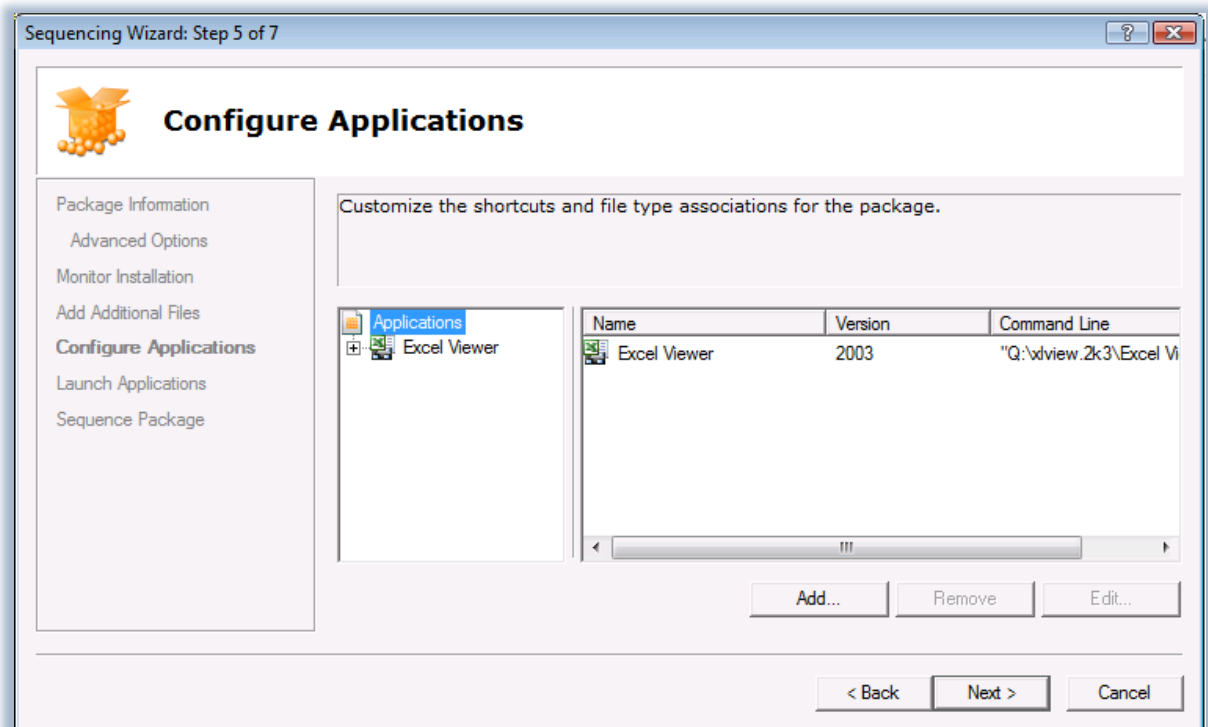 Sequencing Wizard: Step 5 of 7
Configure Applications
Package Information
Advanced Options
Monitor Installation
Add Additional Files
Configure Applications
Launch Applications
Sequence Package
Customize the shortcuts and file type associations for the package.
Applications
Excel Viewer
Name Version Command Line
Excel Viewer 2003 "Q:\xlview.2k3\Excel Vi
Add... Remove Edit...
< Back Next > Cancel